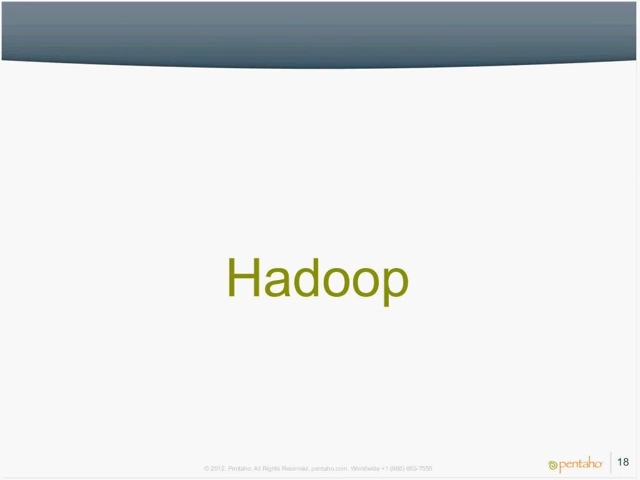 Hadoop
© 2012, Pentaho. All Rights Reserved. pentaho.com. Worldwide +1 (866) 660-7555
pentaho
18